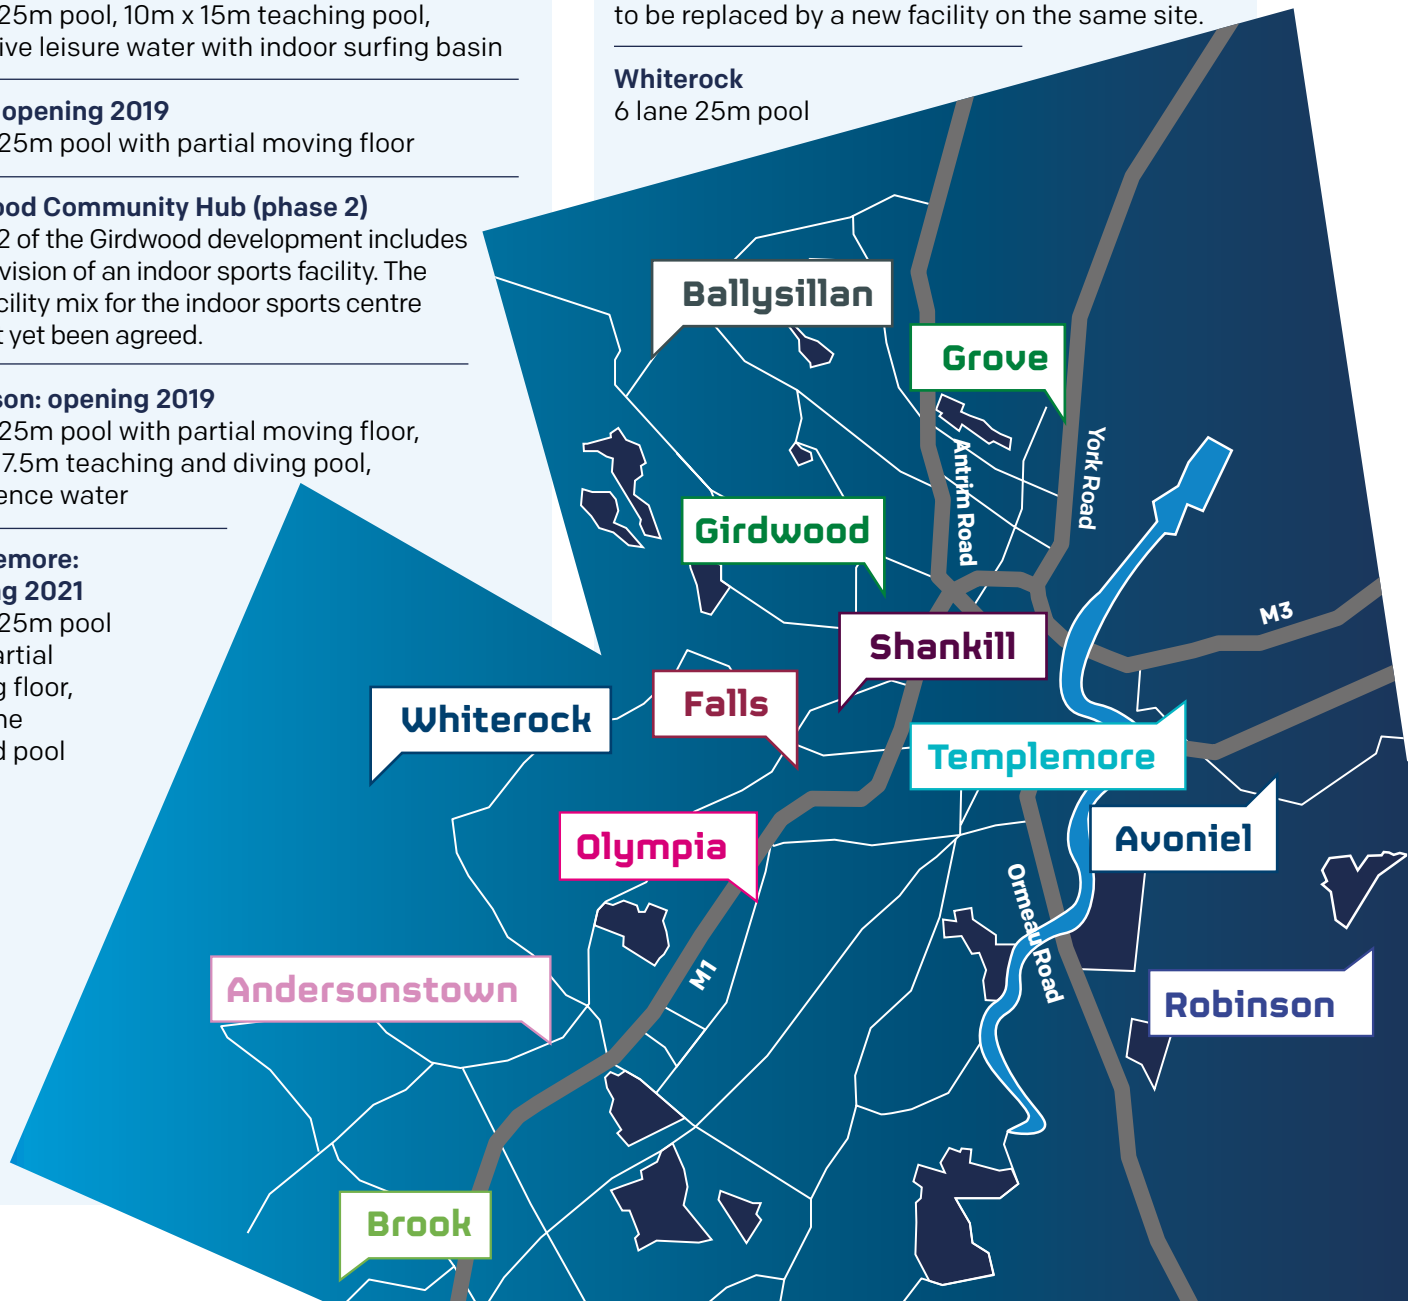 25m pool, 10m x 15m teaching pool,
ive leisure water with indoor surfing basin
opening 2019
25m pool with partial moving floor
ood Community Hub (phase 2)
2 of the Girdwood development includes
vision of an indoor sports facility. The
cility mix for the indoor sports centre
t yet been agreed.
son: opening 2019
25m pool with partial moving floor,
7.5m teaching and diving pool,
ence water
emore:
ng 2021
25m pool
artial
g floor,
ne
d pool
to be replaced by a new facility on the same site.
Whiterock
6 lane 25m pool
Ballysillan
Grove
Antrim Road
York Road
Girdwood
M3
Shankill
Falls
Whiterock
Templemore
Olympia
Avoniel
Ormeau Road
M1
Andersonstown
Robinson
Brook